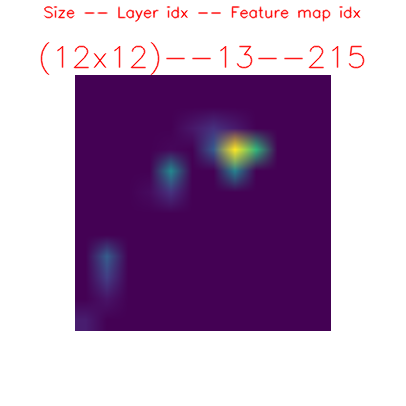 Size -- Layer idx -- Feature map idx
(12x12)--13--215